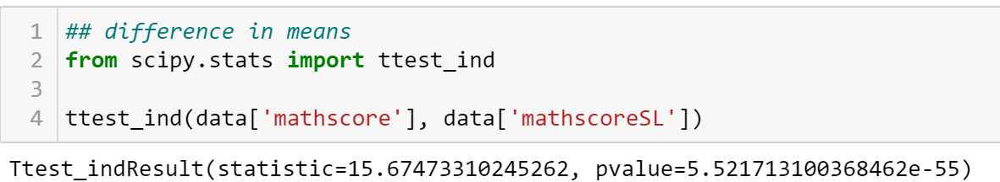 1 ## difference in means
2 from scipy.stats import ttest_ind
3
4 ttest_ind(data['mathscore'], data['mathscoreSL'])
Ttest_indResult(statistic=15.67473310245262, pvalue=5.521713100368462e-55)